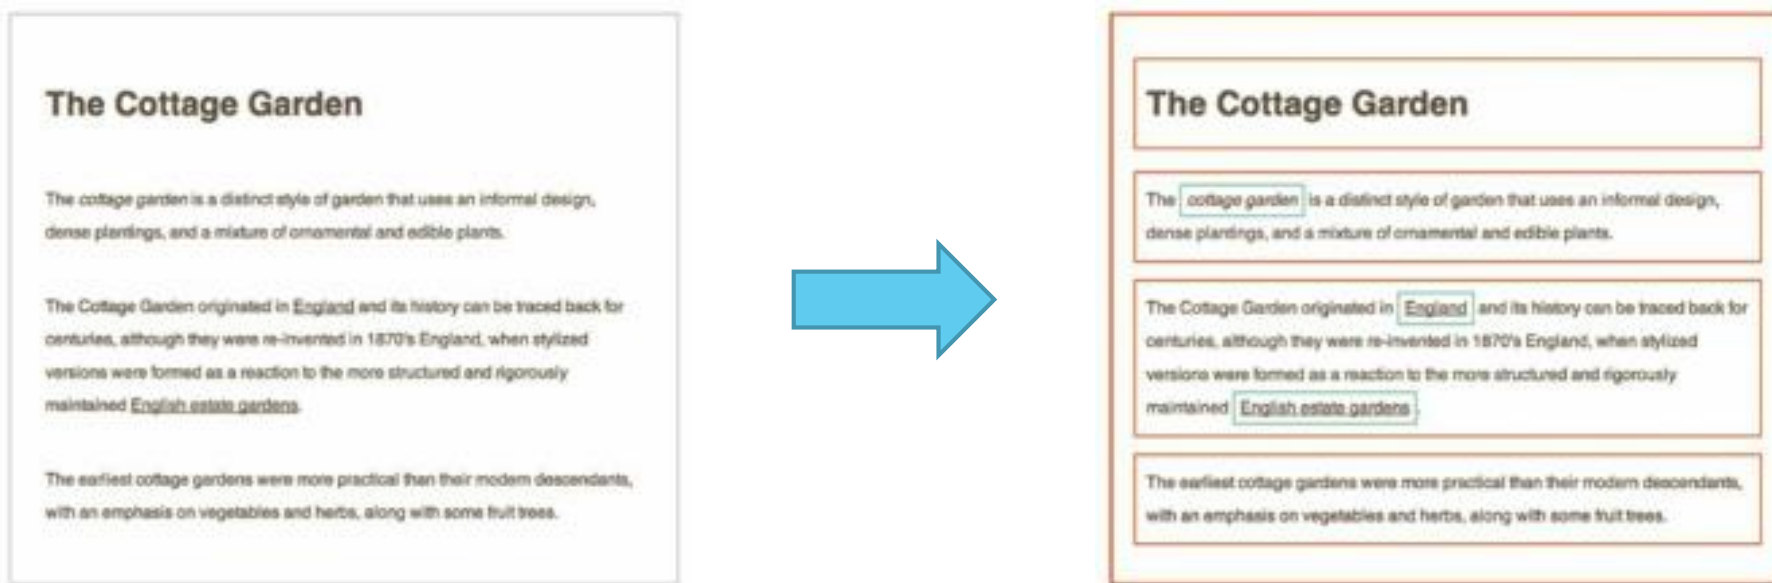 The Cottage Garden
The cottage garden is a distinct style of garden that uses an informal design,
dense plantings, and a mixture of ornamental and edible plants.
The Cottage Garden originated in England and its history can be traced back for
centuries, although they were re-invented in 1870's England, when stylized
versions were formed as a reaction to the more structured and rigorously
maintained English estate gardens.
The earliest cottage gardens were more practical than their modern descendants,
with an emphasis on vegetables and herbs, along with some fruit trees.
The Cottage Garden
The cottage garden is a distinct style of garden that uses an informal design,
dense plantings, and a mixture of ornamental and edible plants.
The Cottage Garden originated in England and its history can be traced back for
centuries, although they were re-invented in 1870's England, when stylized
versions were formed as a reaction to the more structured and rigorously
maintained English estate gardens.
The earliest cottage gardens were more practical than their modern descendants,
with an emphasis on vegetables and herbs, along with some fruit trees.